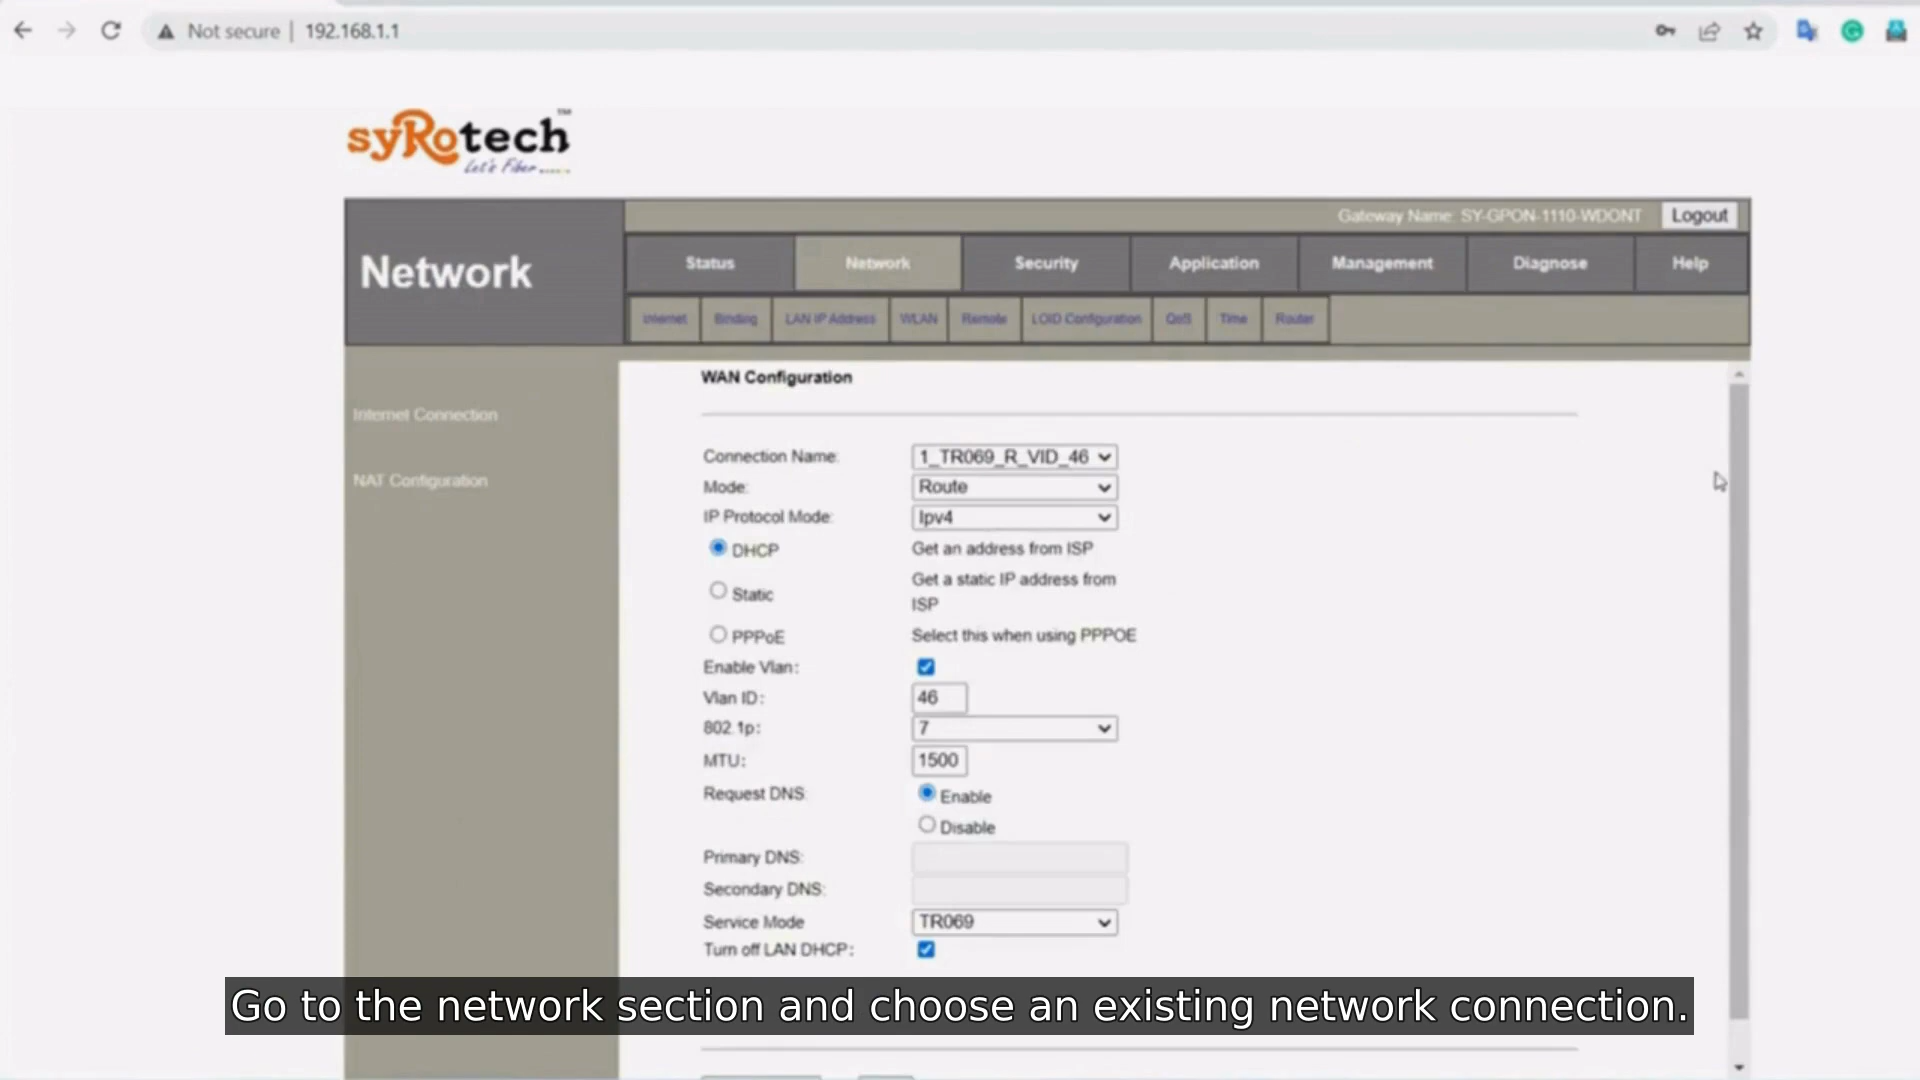 Not secure | 192.168.1.1
syRotech™
Let's Fiber......
Gateway Name: SY-GPON-1110-WDONT Logout
Network
Status Network Security Application Management Diagnose Help
Internet Binding LAN IP Address WLAN Remote LOID Configuration QoS Time Router
Internet Connection
NAT Configuration
WAN Configuration
Connection Name: 1_TR069_R_VID_46
Mode: Route
IP Protocol Mode: Ipv4
DHCP Get an address from ISP
Static Get a static IP address from
ISP
PPPoE Select this when using PPPOE
Enable Vlan:
Vlan ID: 46
802.1p: 7
MTU: 1500
Request DNS Enable
Disable
Primary DNS:
Secondary DNS:
Service Mode TR069
Turn off LAN DHCP:
Go to the network section and choose an existing network connection.